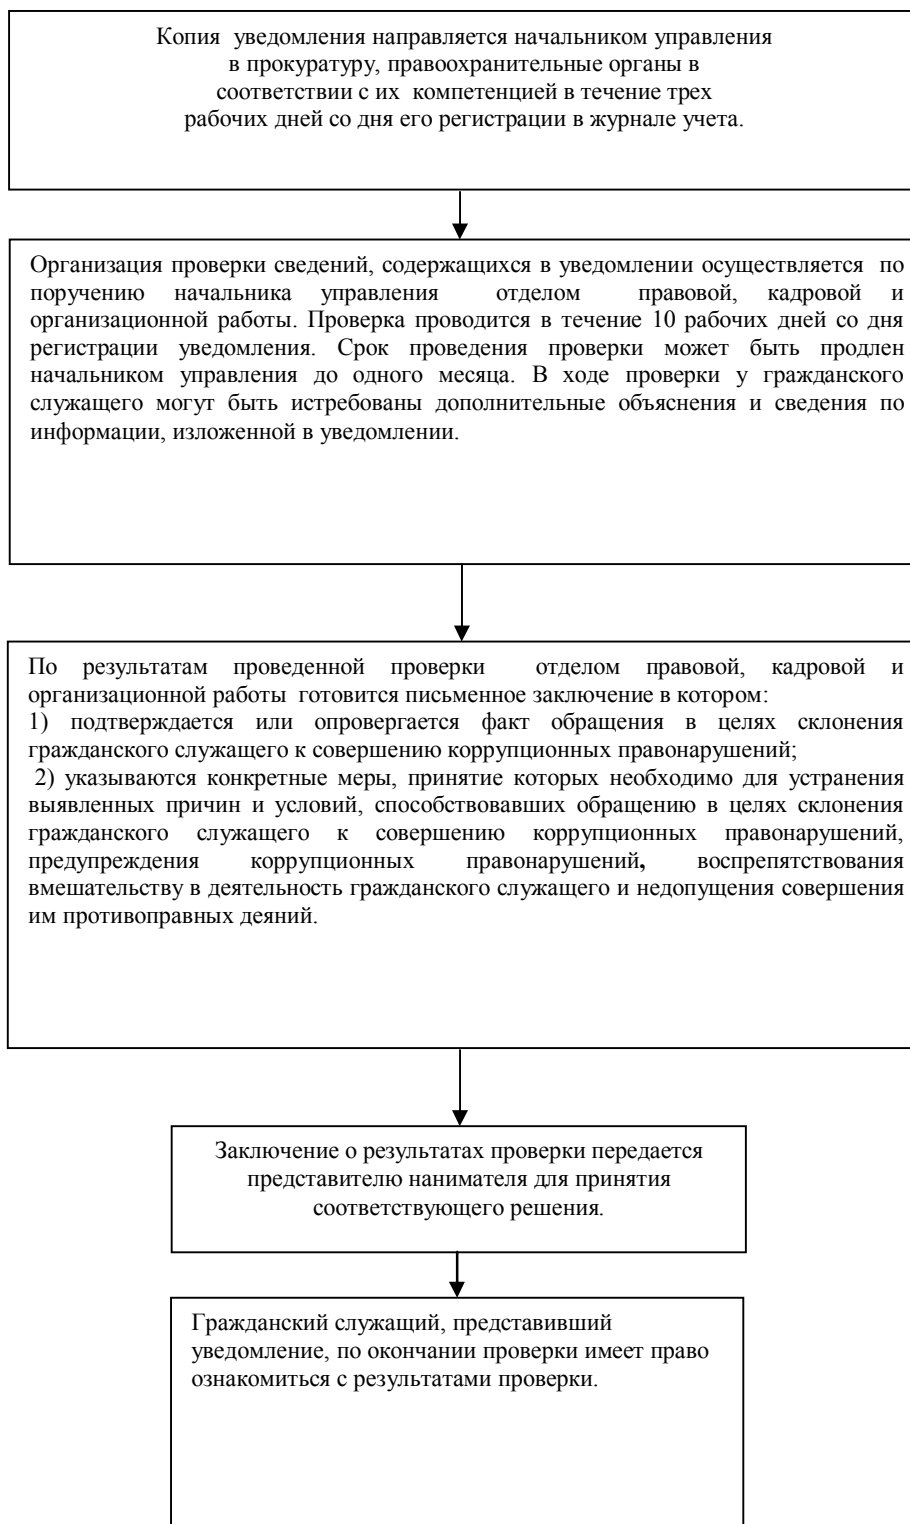 Копия уведомления направляется начальником управления
в прокуратуру, правоохранительные органы в
соответствии с их компетенцией в течение трех
рабочих дней со дня его регистрации в журнале учета.
Организация проверки сведений, содержащихся в уведомлении осуществляется по
поручению начальника управления отделом правовой, кадровой и
организационной работы. Проверка проводится в течение 10 рабочих дней со дня
регистрации уведомления. Срок проведения проверки может быть продлен
начальником управления до одного месяца. В ходе проверки у гражданского
служащего могут быть истребованы дополнительные объяснения и сведения по
информации, изложенной в уведомлении.
По результатам проведенной проверки отделом правовой, кадровой и
организационной работы готовится письменное заключение в котором:
1) подтверждается или опровергается факт обращения в целях склонения
гражданского служащего к совершению коррупционных правонарушений;
2) указываются конкретные меры, принятие которых необходимо для устранения
выявленных причин и условий, способствовавших обращению в целях склонения
гражданского служащего к совершению коррупционных правонарушений,
предупреждения коррупционных правонарушений, воспрепятствования
вмешательству в деятельность гражданского служащего и недопущения совершения
им противоправных деяний.
Заключение о результатах проверки передается
представителю нанимателя для принятия
соответствующего решения.
Гражданский служащий, представивший
уведомление, по окончании проверки имеет право
ознакомиться с результатами проверки.